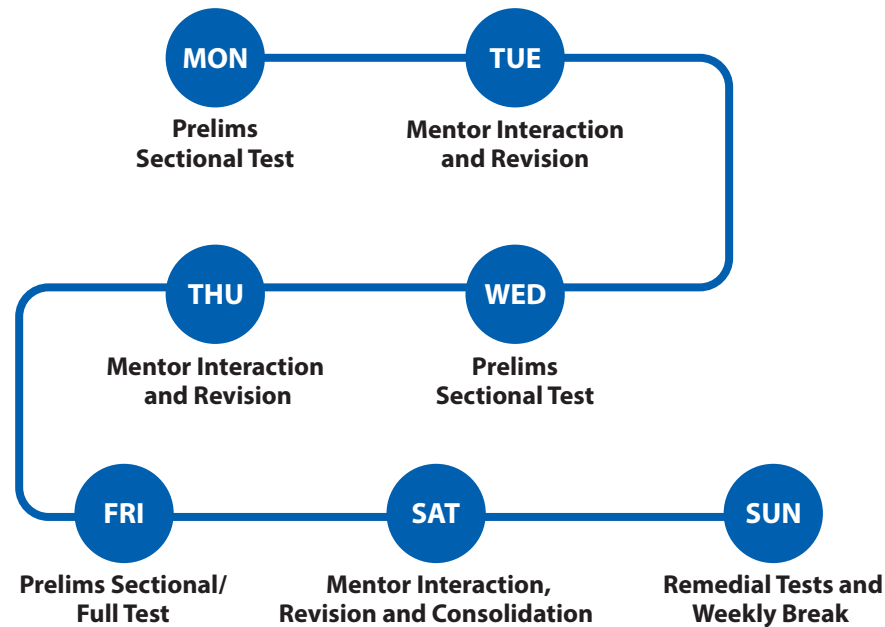 MON
Prelims
Sectional Test
TUE
Mentor Interaction
and Revision
WED
Prelims
Sectional Test
THU
Mentor Interaction
and Revision
FRI
Prelims Sectional/
Full Test
SAT
Mentor Interaction,
Revision and Consolidation
SUN
Remedial Tests and
Weekly Break